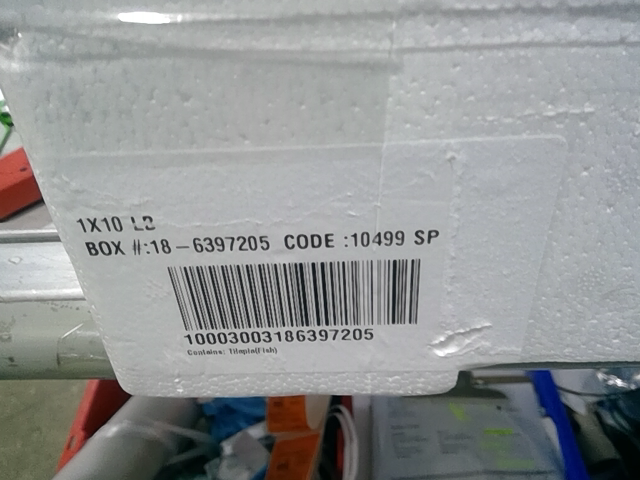 1X10 LB
BOX #:18-6397205 CODE :10499 SP
10003003186397205
Contains: Tilapia(Fish)